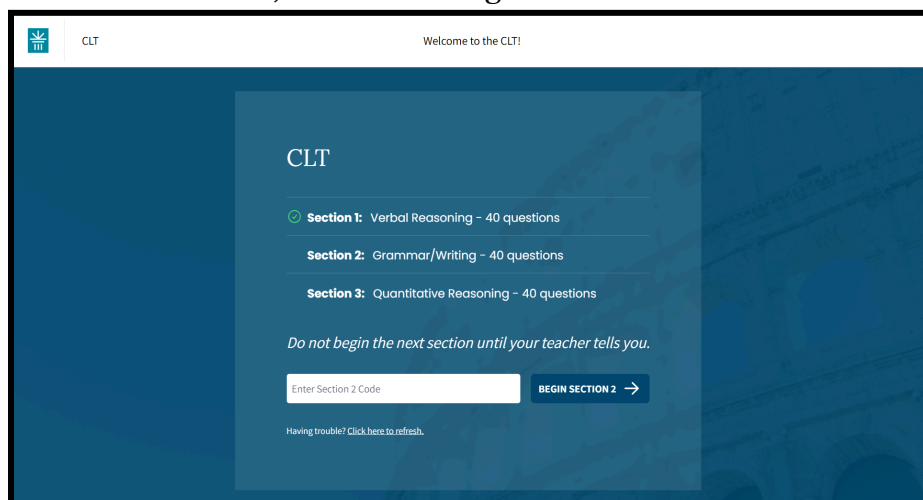 CLT
Welcome to the CLT!
CLT
Section 1: Verbal Reasoning - 40 questions
Section 2: Grammar/Writing - 40 questions
Section 3: Quantitative Reasoning - 40 questions
Do not begin the next section until your teacher tells you.
Enter Section 2 Code
BEGIN SECTION 2 →
Having trouble? Click here to refresh.